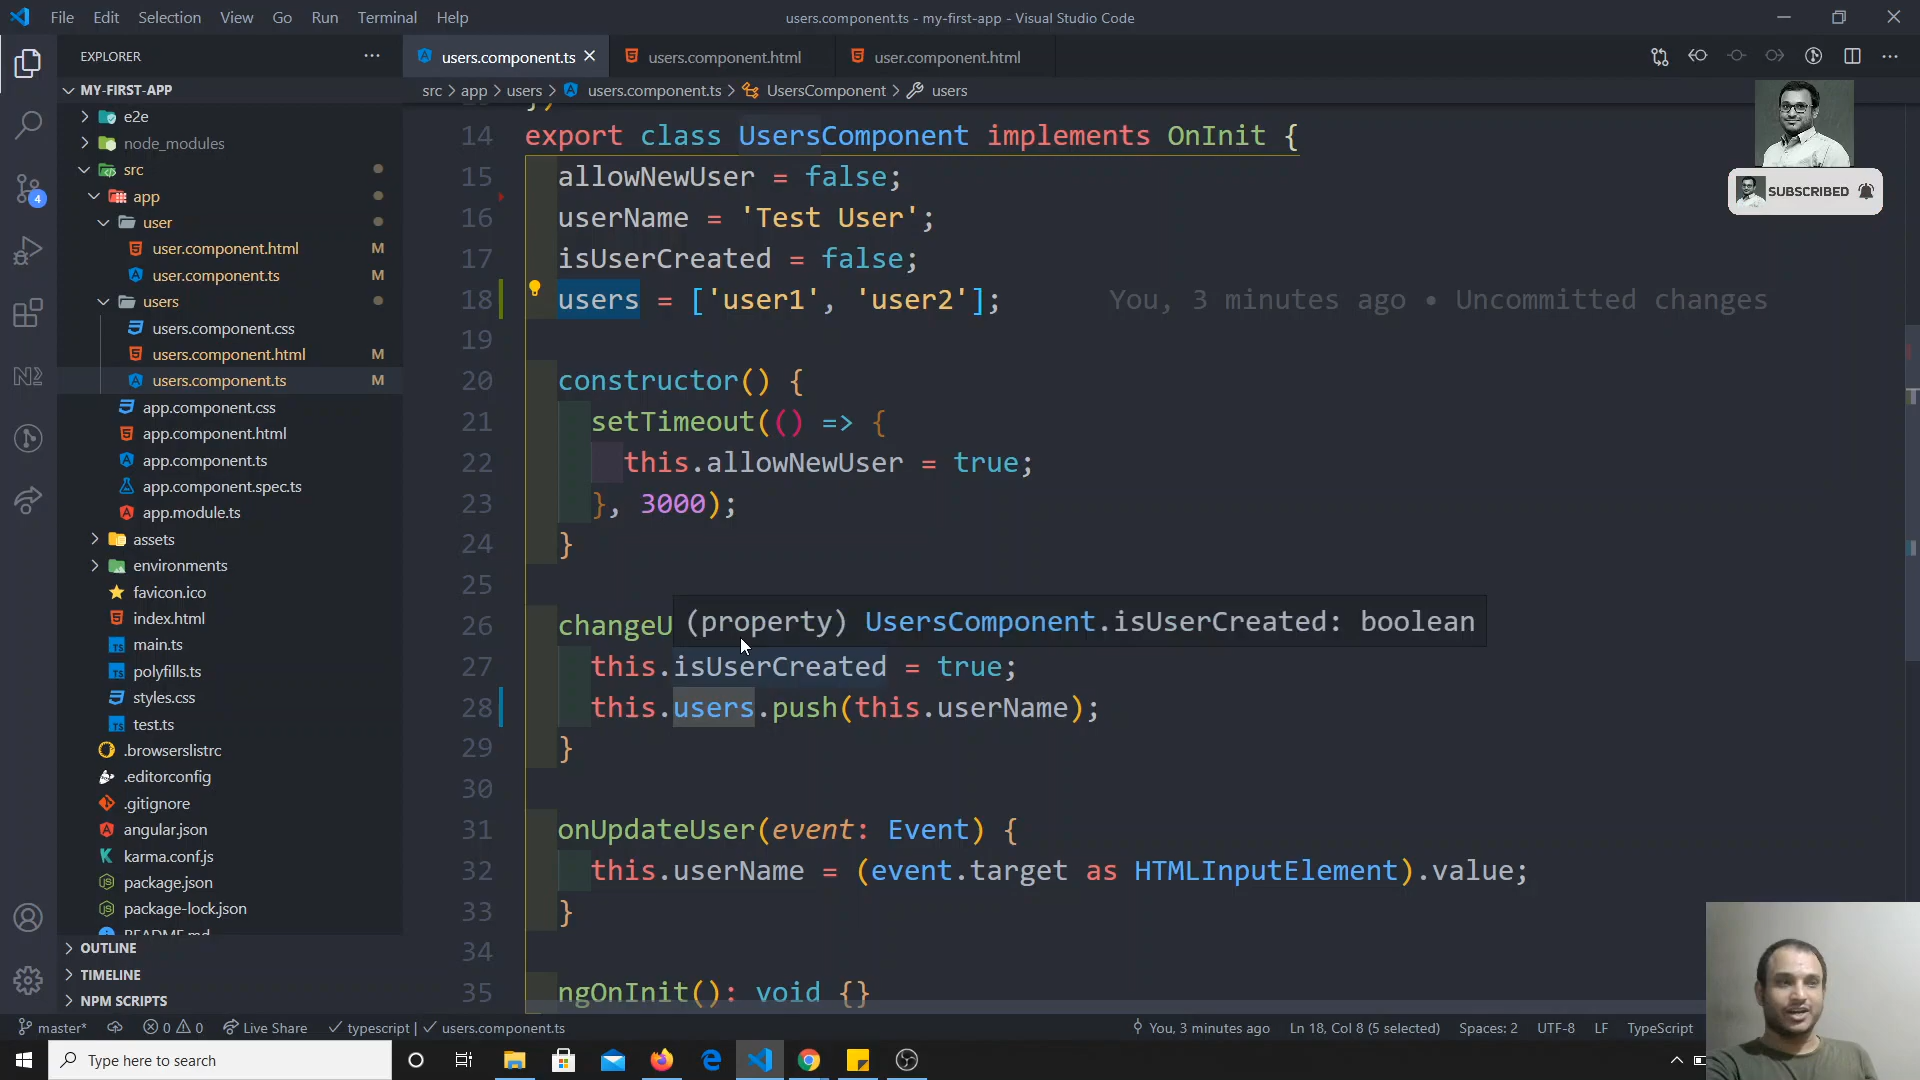 File Edit Selection View Go Run Terminal Help
users.component.ts - my-first-app - Visual Studio Code
EXPLORER
users.component.ts
users.component.html
user.component.html
MY-FIRST-APP
src > app > users > users.component.ts > UsersComponent > users
e2e
node_modules
src
app
user
user.component.html M
user.component.ts M
users
users.component.css
users.component.html M
users.component.ts M
app.component.css
app.component.html
app.component.ts
app.component.spec.ts
app.module.ts
assets
environments
favicon.ico
index.html
main.ts
polyfills.ts
styles.css
test.ts
.browserslistrc
.editorconfig
.gitignore
angular.json
karma.conf.js
package.json
package-lock.json
README.md
OUTLINE
TIMELINE
NPM SCRIPTS
4
14 export class UsersComponent implements OnInit {
15 allowNewUser = false;
16 userName = 'Test User';
17 isUserCreated = false;
18 users = ['user1', 'user2']; You, 3 minutes ago • Uncommitted changes
19
20 constructor() {
21 setTimeout(() => {
22 this.allowNewUser = true;
23 }, 3000);
24 }
25
26 changeU
(property) UsersComponent.isUserCreated: boolean
27 this.isUserCreated = true;
28 this.users.push(this.userName);
29 }
30
31 onUpdateUser(event: Event) {
32 this.userName = (event.target as HTMLInputElement).value;
33 }
34
35 ngOnInit(): void {}
SUBSCRIBED
master* 0 0 Live Share typescript | users.component.ts
You, 3 minutes ago Ln 18, Col 8 (5 selected) Spaces: 2 UTF-8 LF TypeScript
Type here to search